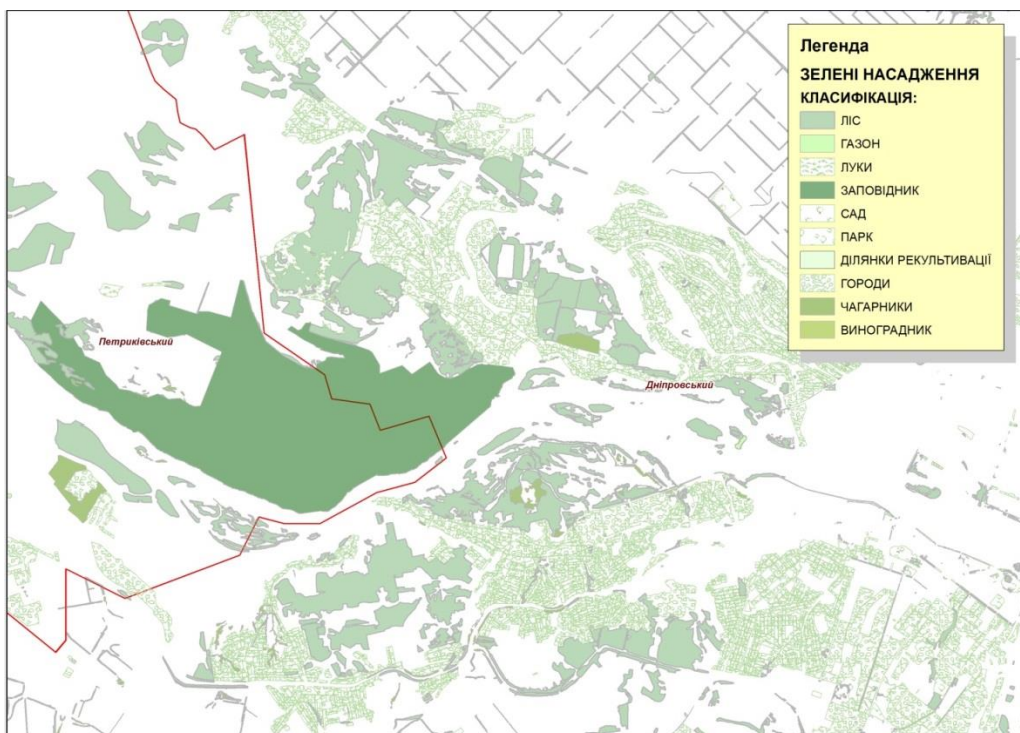 Легенда
ЗЕЛЕНІ НАСАДЖЕННЯ
КЛАСИФІКАЦІЯ:
ЛІС
ГАЗОН
ЛУКИ
ЗАПОВІДНИК
САД
ПАРК
ДІЛЯНКИ РЕКУЛЬТИВАЦІЇ
ГОРОДИ
ЧАГАРНИКИ
ВИНОГРАДНИК
Петриківський
Дніпровський